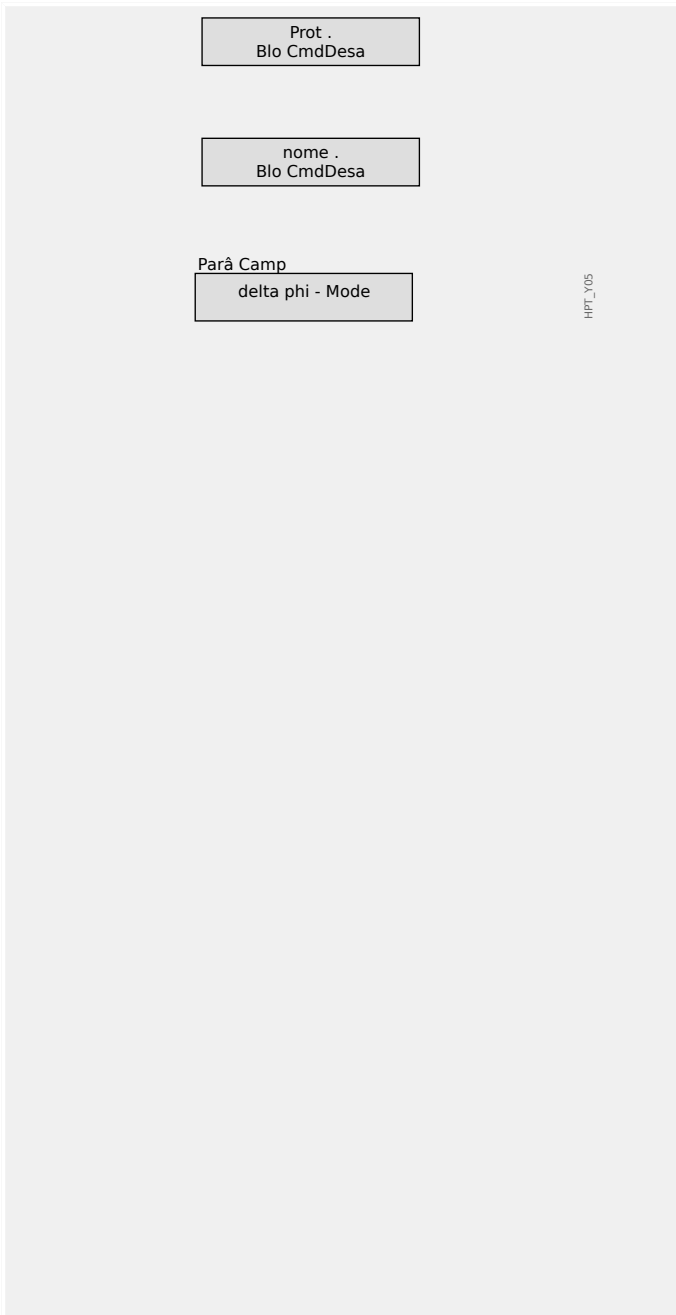 Prot .
Blo CmdDesa
nome .
Blo CmdDesa
Parâ Camp
delta phi - Mode
HPT_Y05